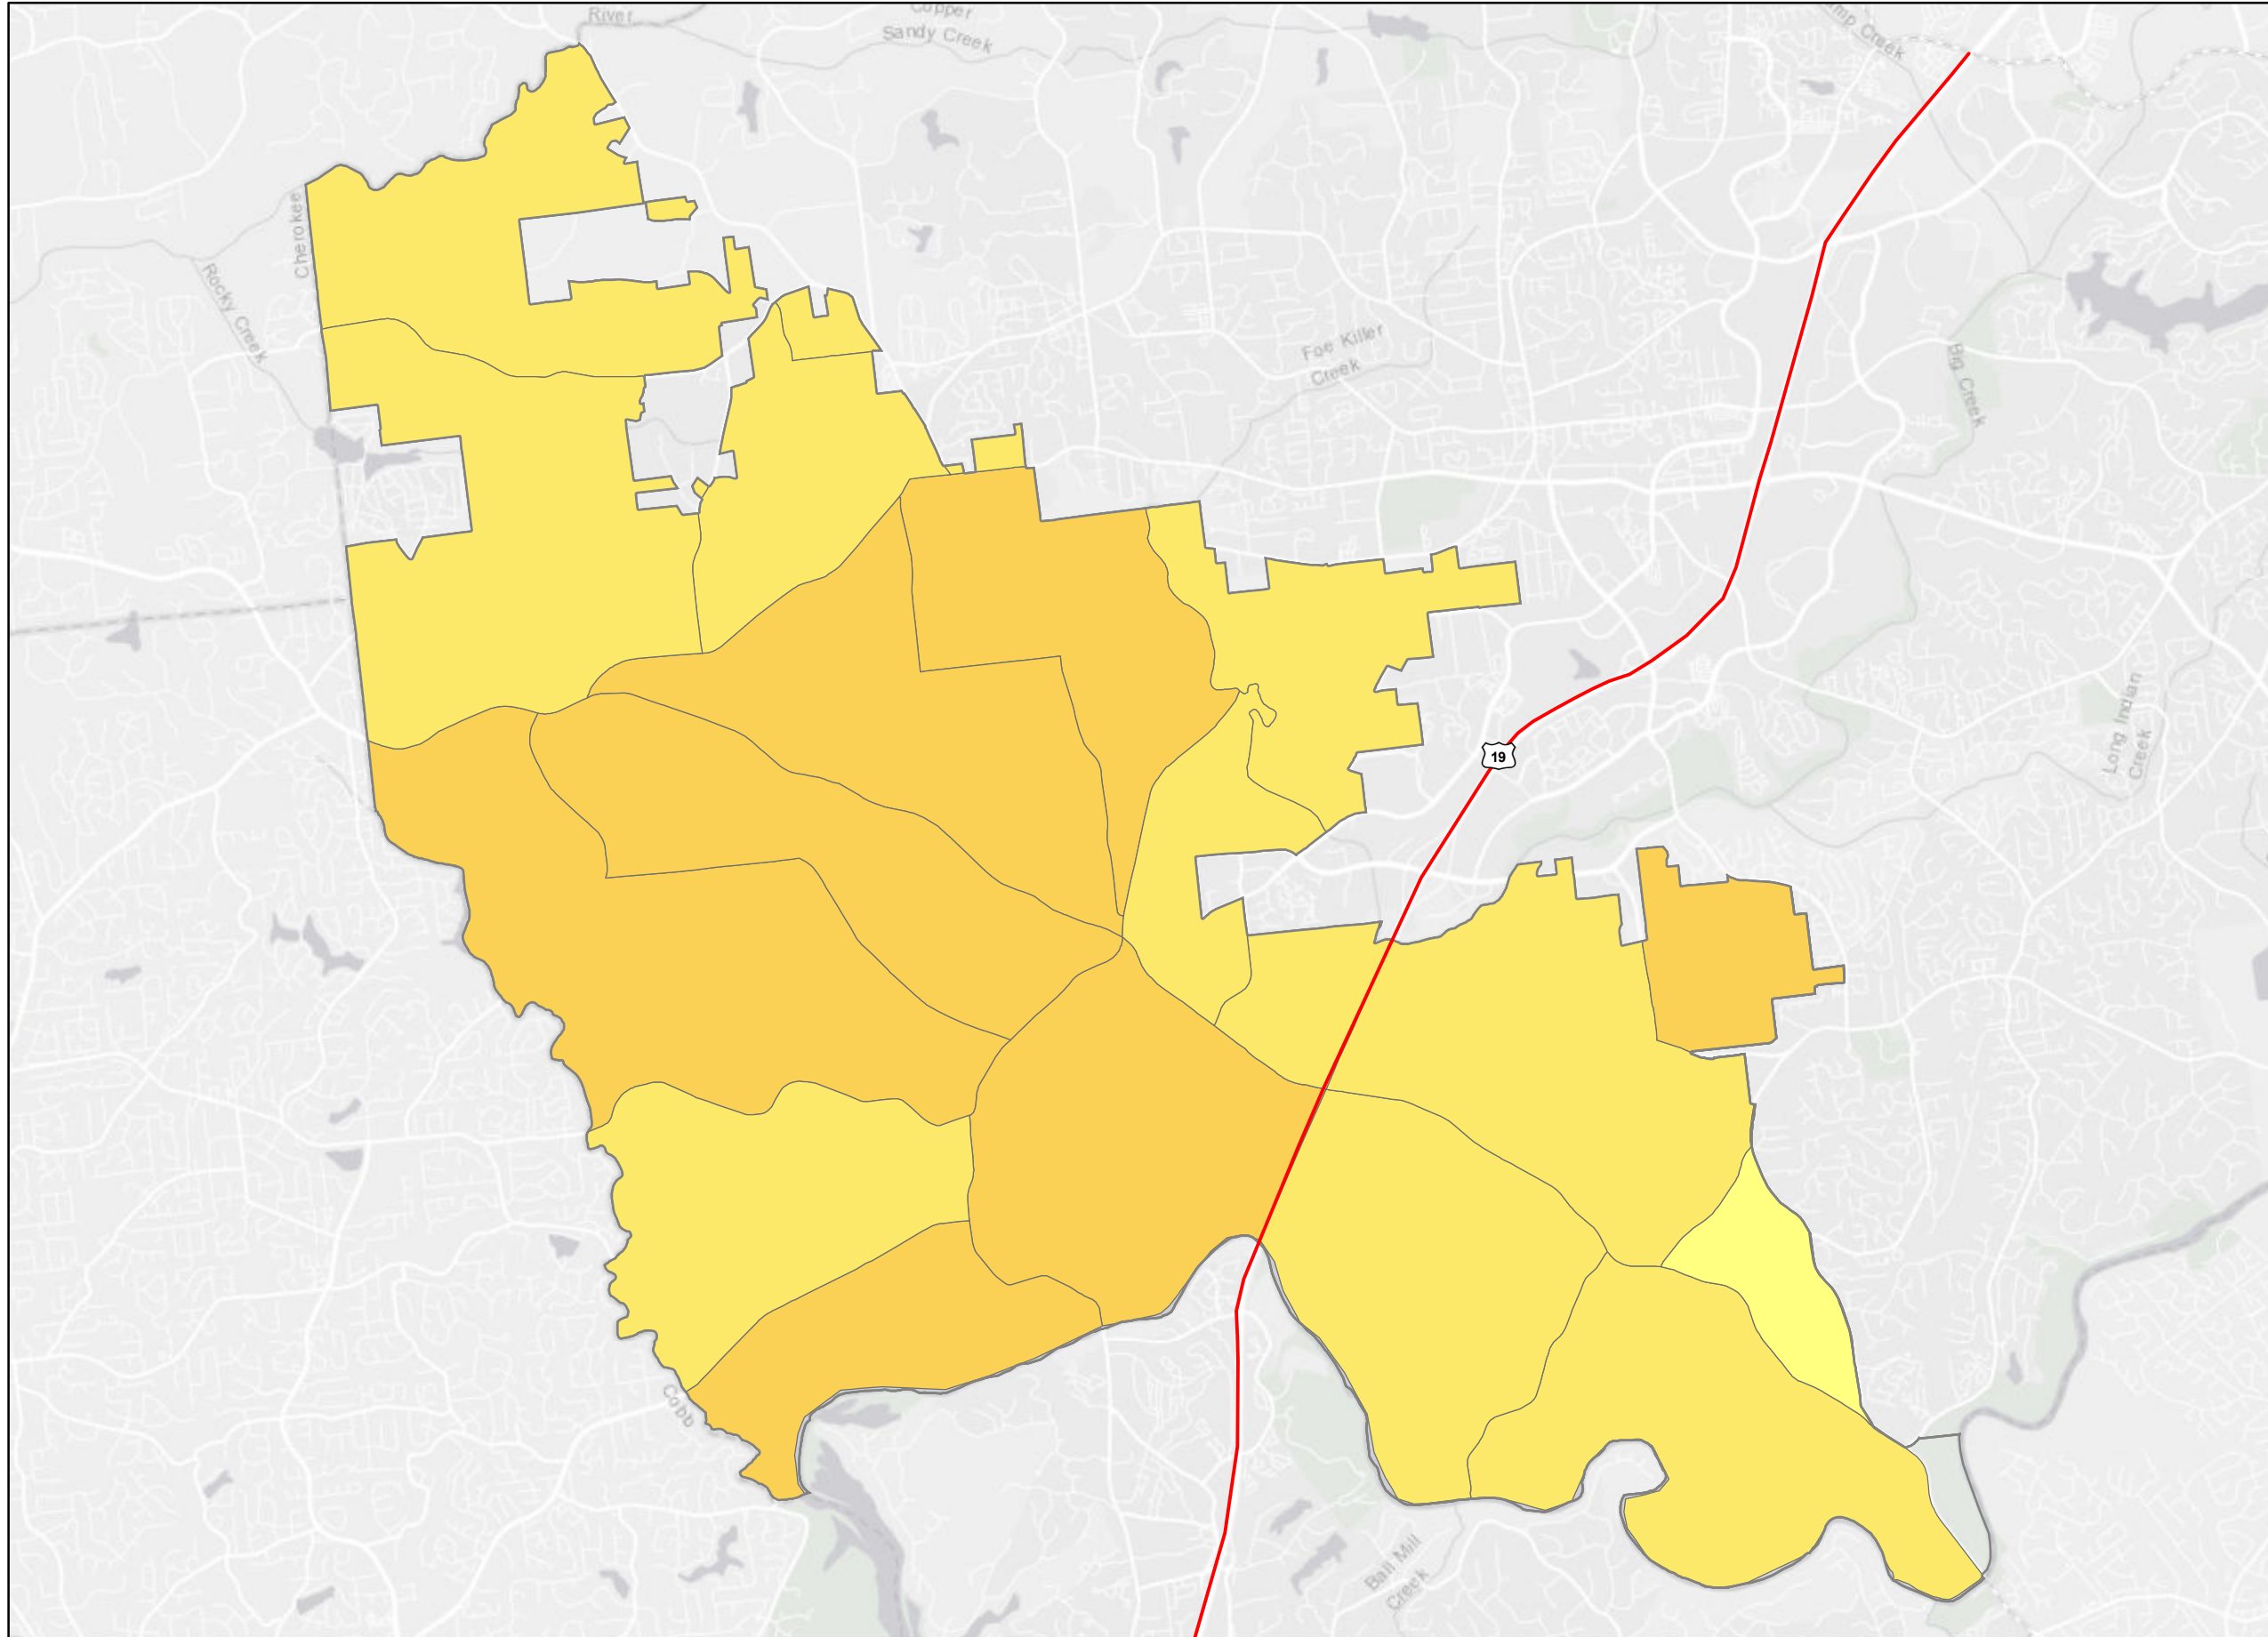 River
Copper
Sandy Creek
Camp Creek
Cherokee
Rocky Creek
Foe Killer
Creek
Big Creek
Long Indian
Creek
19
Cobb
Ball Mill
Creek